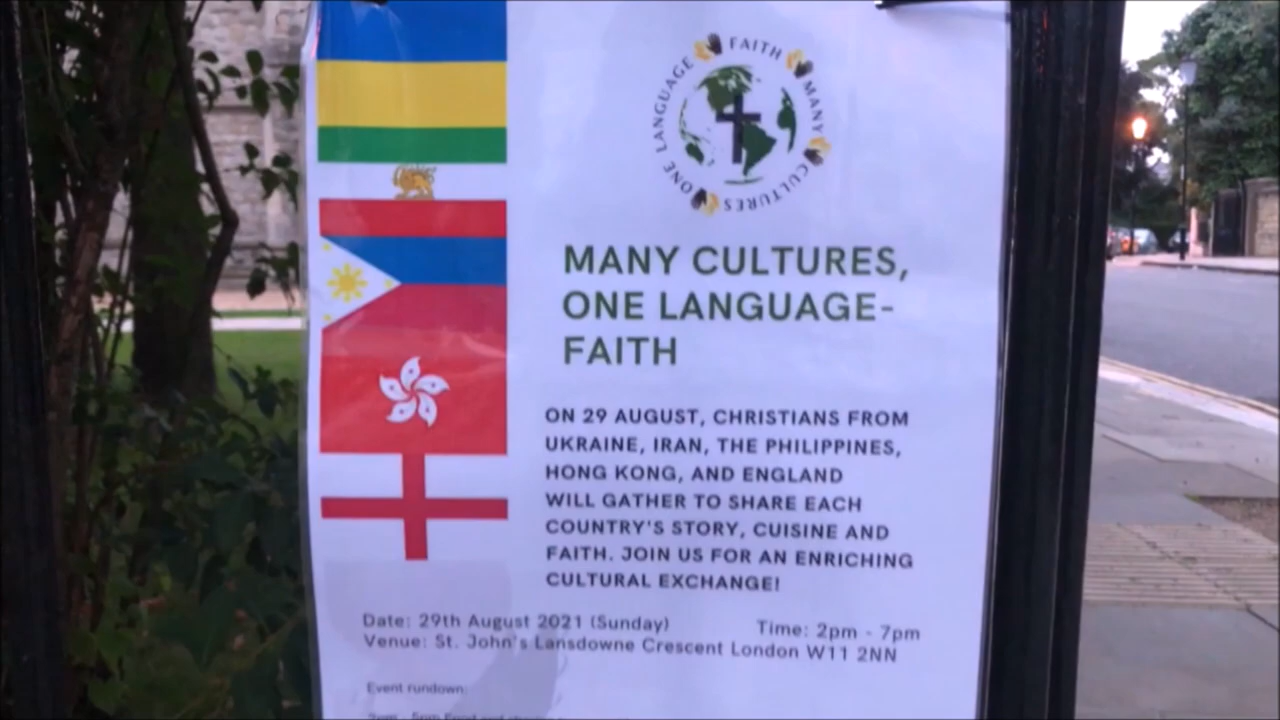 FAITH MANY CULTURES ONE LANGUAGE
MANY CULTURES,
ONE LANGUAGE-
FAITH
ON 29 AUGUST, CHRISTIANS FROM
UKRAINE, IRAN, THE PHILIPPINES,
HONG KONG, AND ENGLAND
WILL GATHER TO SHARE EACH
COUNTRY'S STORY, CUISINE AND
FAITH. JOIN US FOR AN ENRICHING
CULTURAL EXCHANGE!
Date: 29th August 2021 (Sunday) Time: 2pm - 7pm
Venue: St. John's Lansdowne Crescent London W11 2NN
Event rundown:
5pm Food and